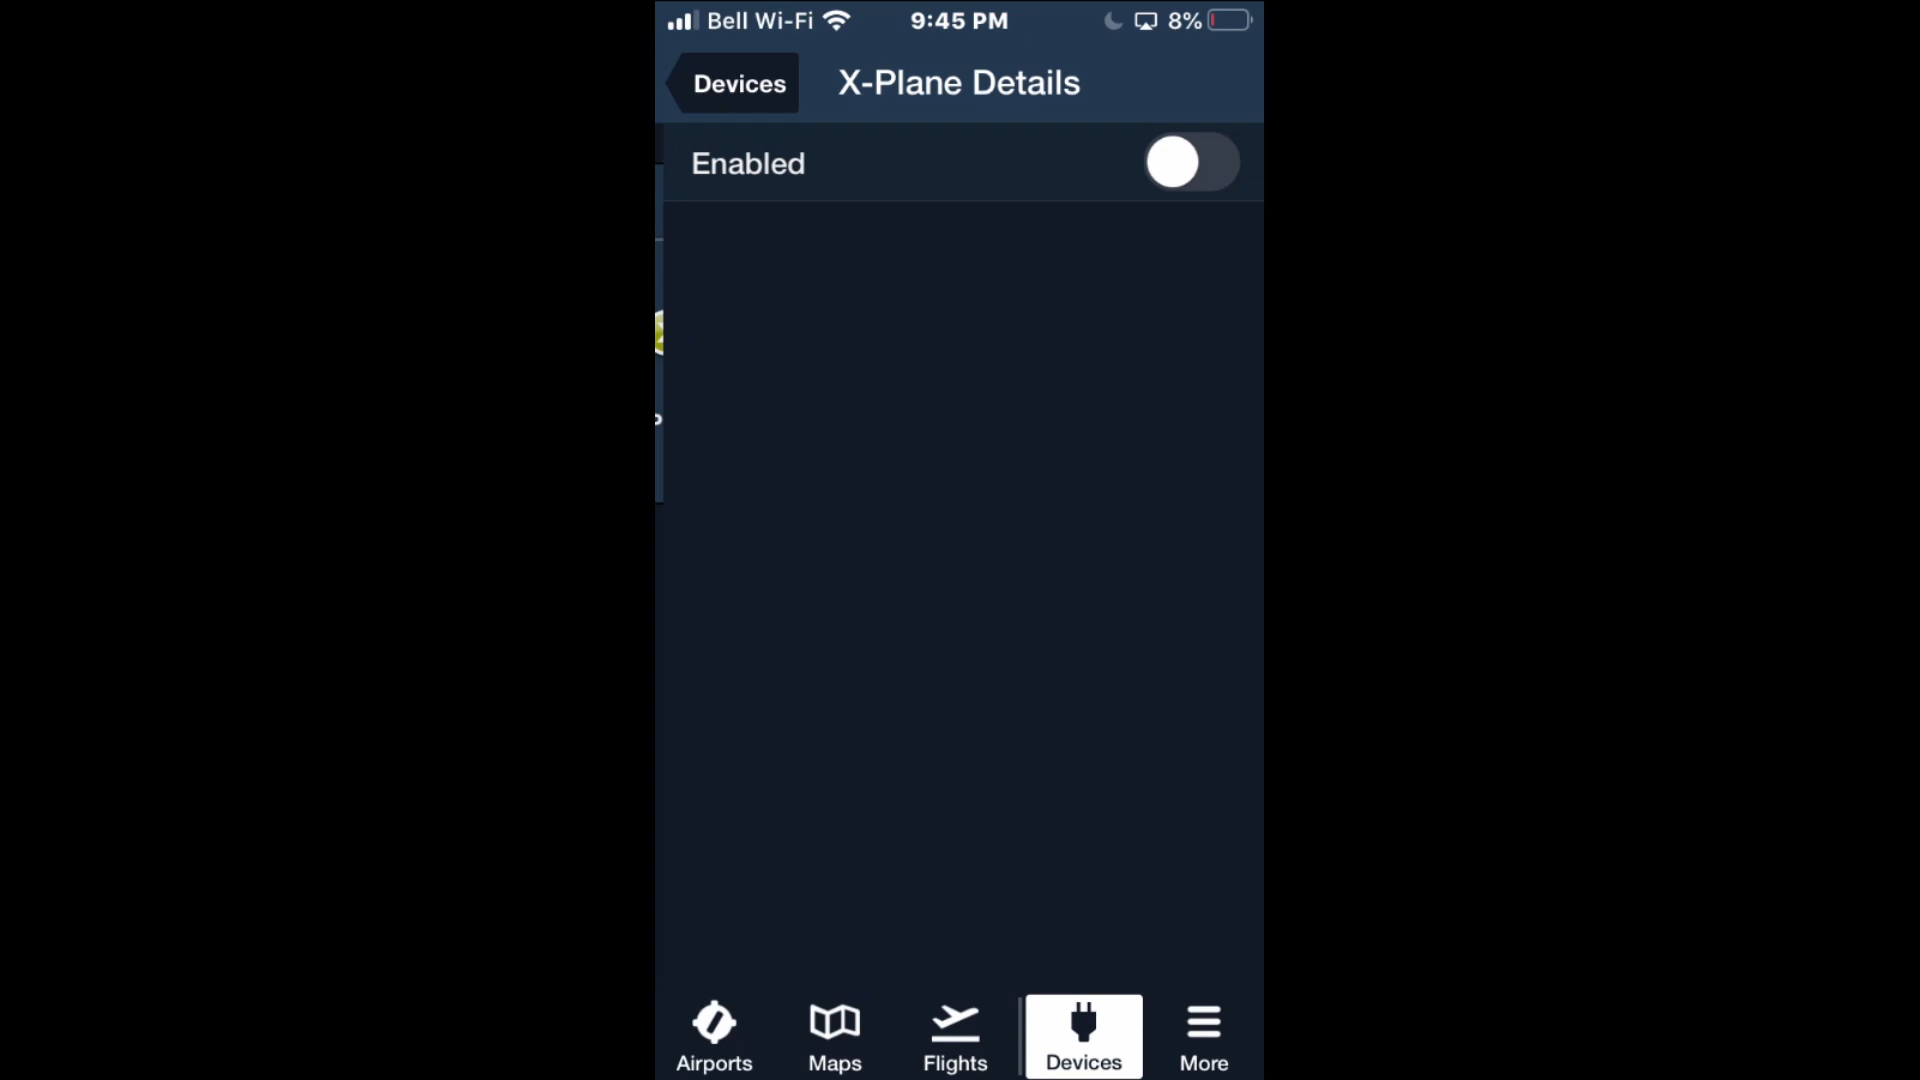 Bell Wi-Fi 9:45 PM 8%
Devices X-Plane Details
Enabled
Airports Maps Flights Devices More